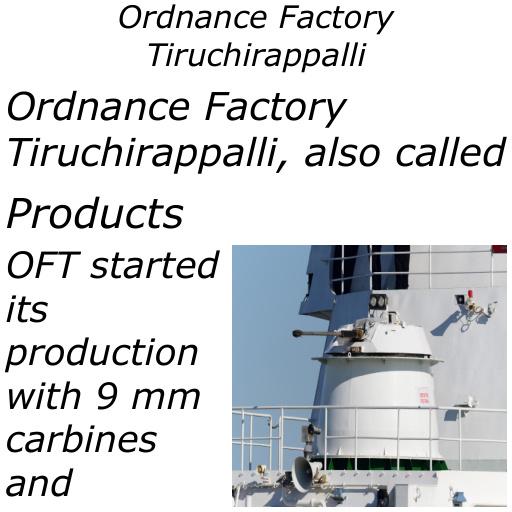 Ordnance Factory
Tiruchirappalli
Ordnance Factory
Tiruchirappalli, also called
Products
OFT started
its
production
with 9 mm
carbines
and